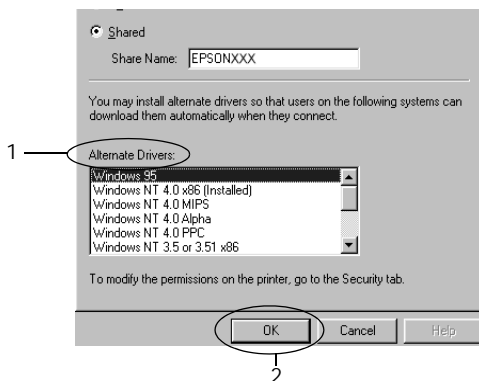 Shared
Share Name: EPSONXXX
You may install alternate drivers so that users on the following systems can
download them automatically when they connect.
1
Alternate Drivers:
Windows 95
Windows NT 4.0 x86 (Installed)
Windows NT 4.0 MIPS
Windows NT 4.0 Alpha
Windows NT 4.0 PPC
Windows NT 3.5 or 3.51 x86
To modify the permissions on the printer, go to the Security tab.
OK Cancel Help
2